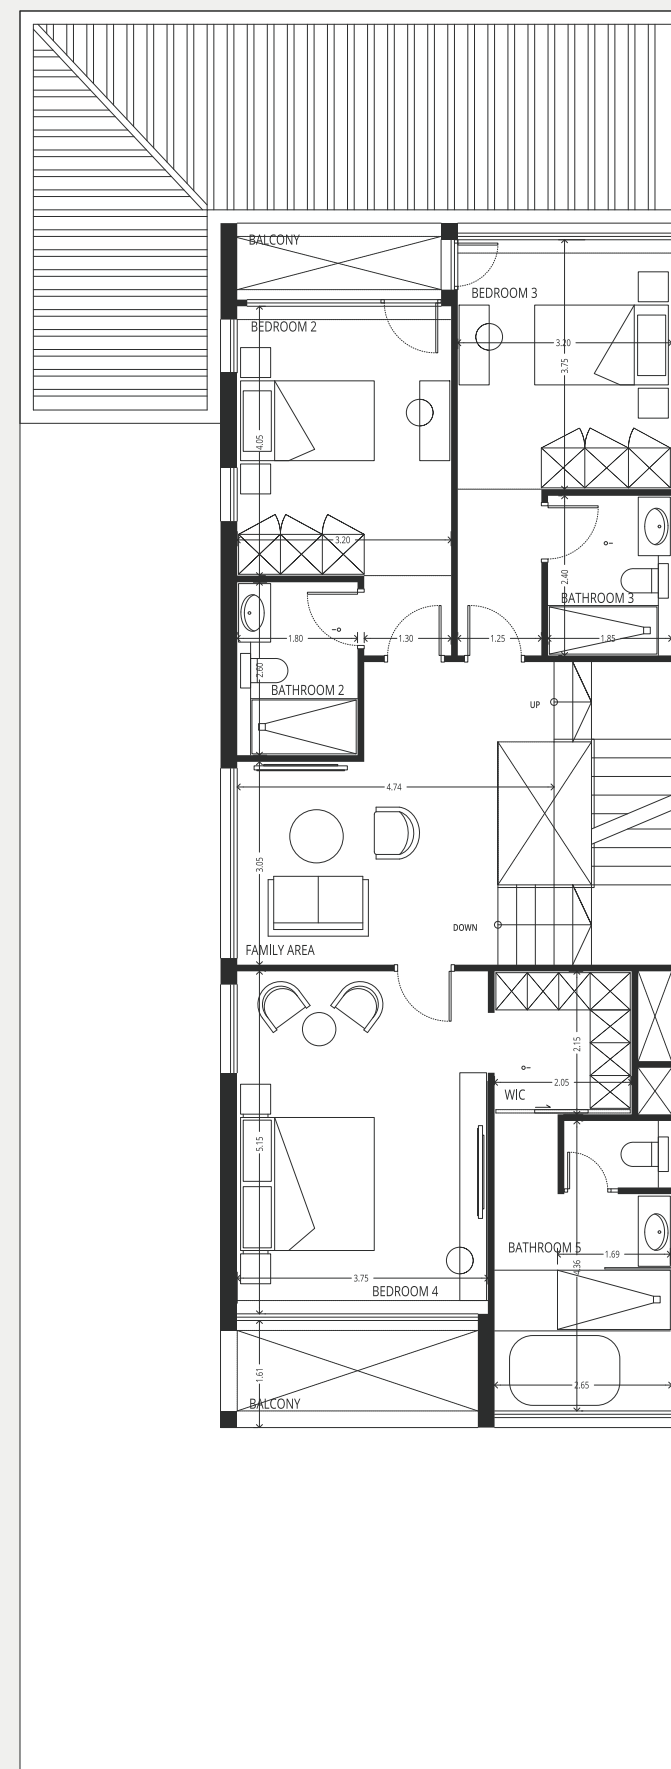 BALCONY
BEDROOM 3
BEDROOM 2
3.20
3.75
4.05
3.20
2.40
BATHROOM 3
1.80
1.30
1.25
1.85
2.60
BATHROOM 2
UP
4.74
3.05
DOWN
FAMILY AREA
2.15
2.05
WIC
5.15
BATHROOM 5
1.69
4.36
3.75
BEDROOM 4
1.61
2.65
BALCONY